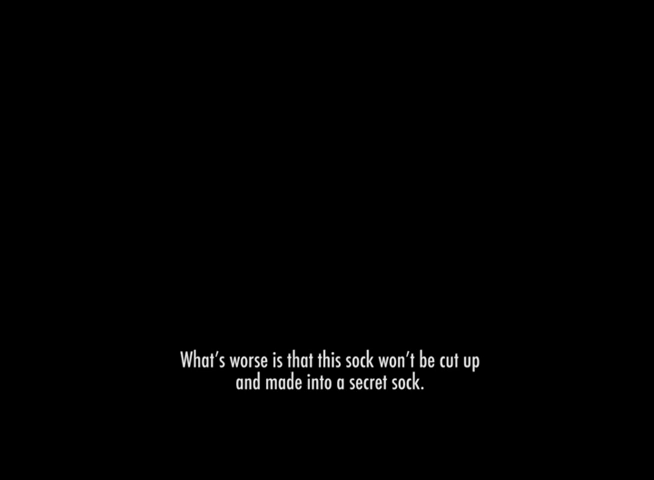 What’s worse is that this sock won’t be cut up
and made into a secret sock.